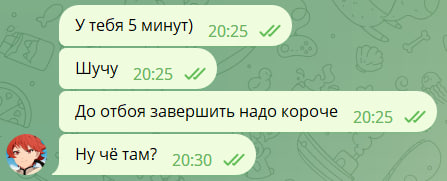 У тебя 5 минут) 20:25
Шучу 20:25
До отбоя завершить надо короче 20:25
Ну чё там? 20:30